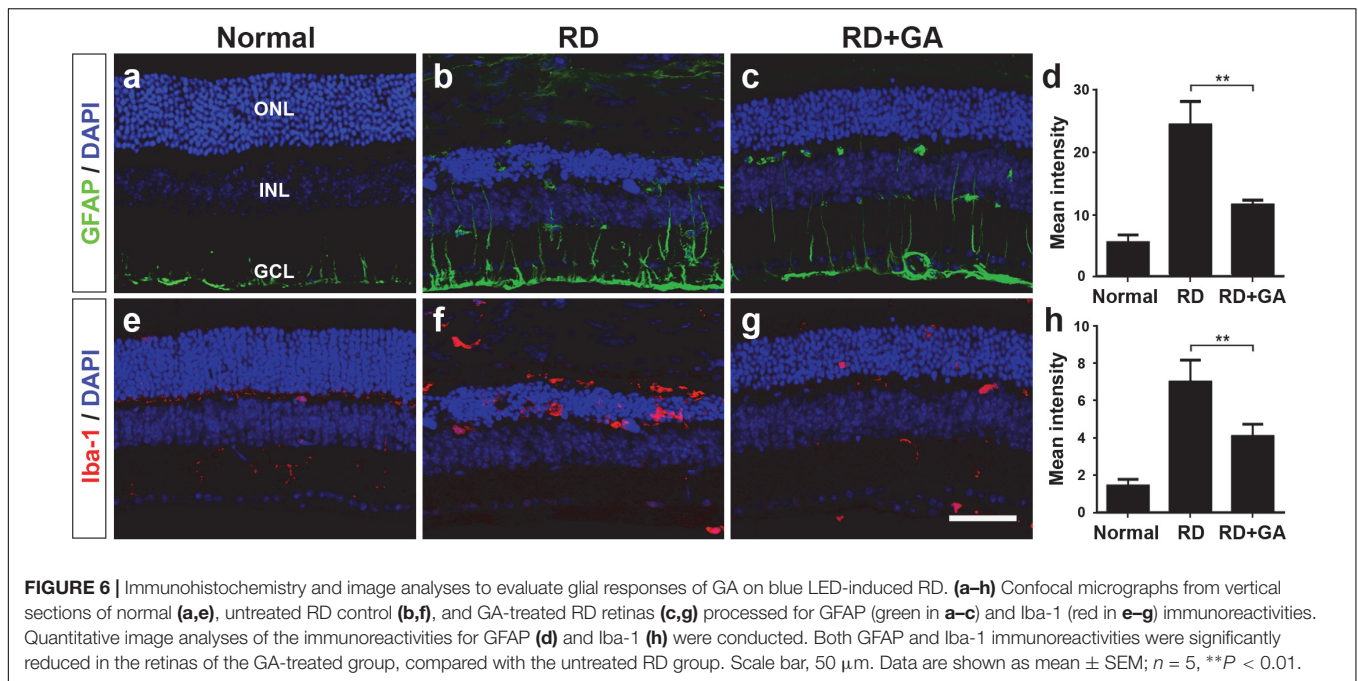 Normal
RD
RD+GA
GFAP / DAPI
a
ONL
INL
GCL
b
c
d
**
30
20
10
0
Mean intensity
Normal RD RD+GA
Iba-1 / DAPI
e
f
g
h
**
10
8
6
4
2
0
Mean intensity
Normal RD RD+GA
FIGURE 6 | Immunohistochemistry and image analyses to evaluate glial responses of GA on blue LED-induced RD. (a–h) Confocal micrographs from vertical
sections of normal (a,e), untreated RD control (b,f), and GA-treated RD retinas (c,g) processed for GFAP (green in a–c) and Iba-1 (red in e–g) immunoreactivities.
Quantitative image analyses of the immunoreactivities for GFAP (d) and Iba-1 (h) were conducted. Both GFAP and Iba-1 immunoreactivities were significantly
reduced in the retinas of the GA-treated group, compared with the untreated RD group. Scale bar, 50 μm. Data are shown as mean ± SEM; n = 5, **P < 0.01.